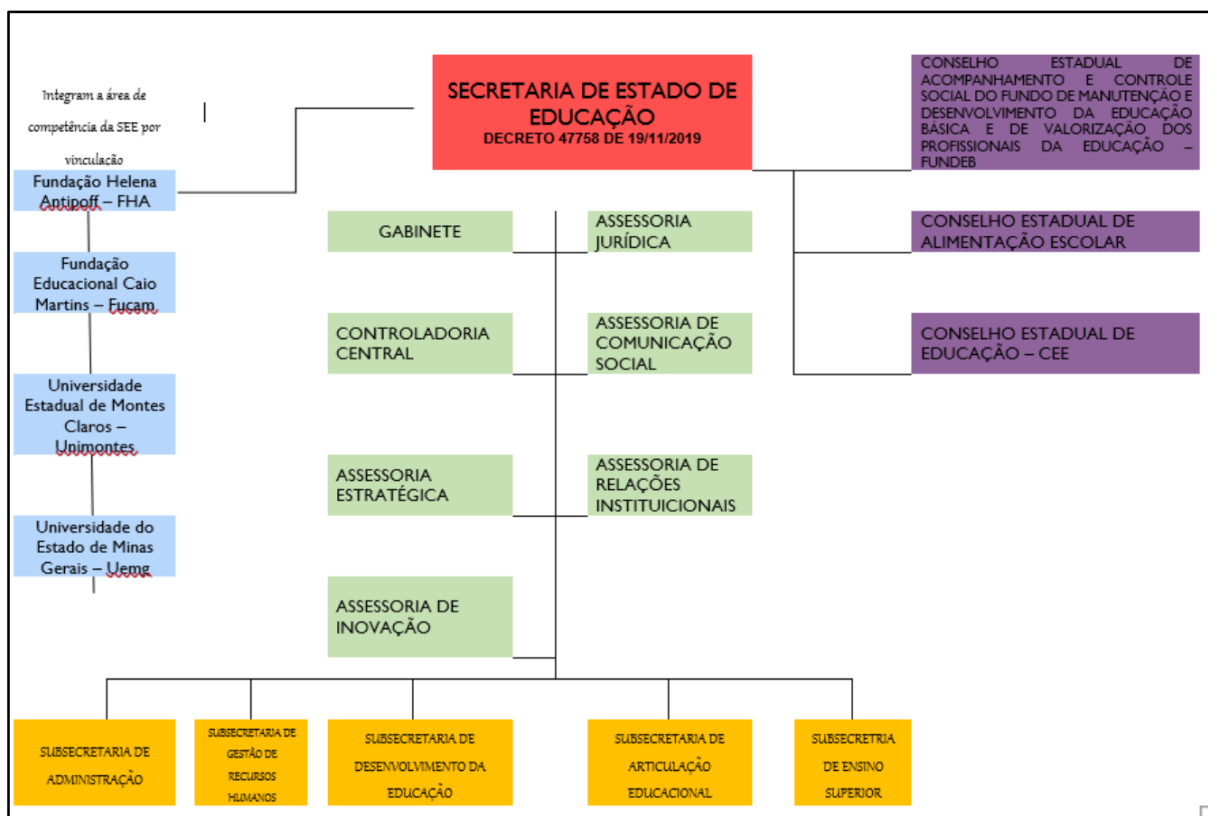 SECRETARIA DE ESTADO DE
EDUCAÇÃO
DECRETO 47758 DE 19/11/2019
Integram a área de
competência da SEE por
vinculação
Fundação Helena
Antipoff – FHA
Fundação
Educacional Caio
Martins – Fucam
Universidade
Estadual de Montes
Claros –
Unimontes
Universidade do
Estado de Minas
Gerais – Uemg
GABINETE
ASSESSORIA
JURÍDICA
CONTROLADORIA
CENTRAL
ASSESSORIA DE
COMUNICAÇÃO
SOCIAL
ASSESSORIA
ESTRATÉGICA
ASSESSORIA DE
RELAÇÕES
INSTITUICIONAIS
ASSESSORIA DE
INOVAÇÃO
CONSELHO ESTADUAL DE
ACOMPANHAMENTO E CONTROLE
SOCIAL DO FUNDO DE MANUTENÇÃO E
DESENVOLVIMENTO DA EDUCAÇÃO
BÁSICA E DE VALORIZAÇÃO DOS
PROFISSIONAIS DA EDUCAÇÃO –
FUNDEB
CONSELHO ESTADUAL DE
ALIMENTAÇÃO ESCOLAR
CONSELHO ESTADUAL DE
EDUCAÇÃO – CEE
SUBSECRETARIA DE
ADMINISTRAÇÃO
SUBSECRETARIA DE
GESTÃO DE
RECURSOS
HUMANOS
SUBSECRETARIA DE
DESENVOLVIMENTO DA
EDUCAÇÃO
SUBSECRETARIA DE
ARTICULAÇÃO
EDUCACIONAL
SUBSECRETRIA
DE ENSINO
SUPERIOR